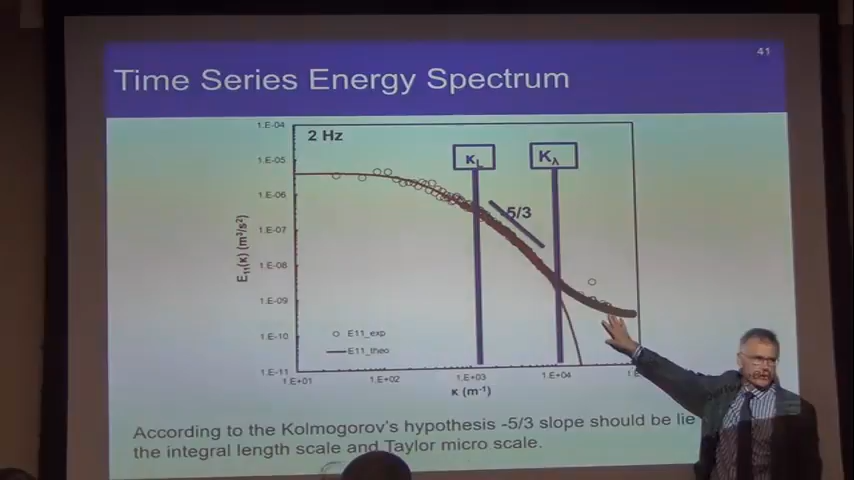 41
Time Series Energy Spectrum
2 Hz
κL
Κλ
-5/3
1.E-04
1.E-05
1.E-06
1.E-07
1.E-08
1.E-09
1.E-10
1.E-11
E11(κ) (m³/s²)
E11_exp
E11_theo
1.E+01
1.E+02
1.E+03
1.E+04
κ (m-1)
According to the Kolmogorov's hypothesis -5/3 slope should be lie
the integral length scale and Taylor micro scale.